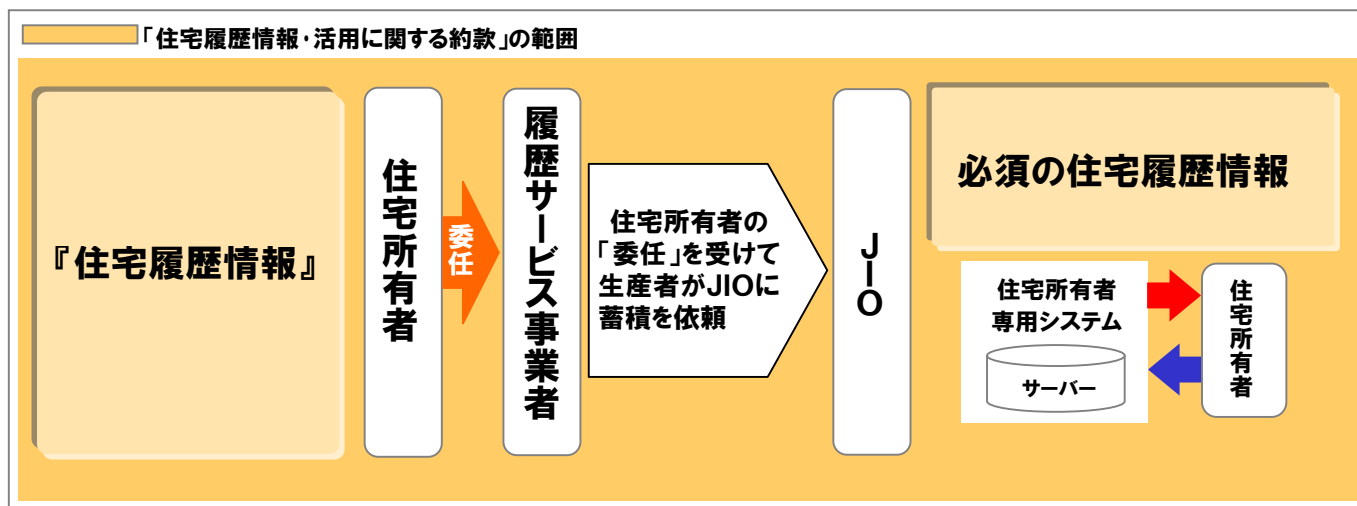 「住宅履歴情報・活用に関する約款」の範囲
『住宅履歴情報』
住宅所有者
委任
履歴サービス事業者
住宅所有者の
「委任」を受けて
生産者がJIOに
蓄積を依頼
JIO
必須の住宅履歴情報
住宅所有者
専用システム
サーバー
住宅所有者